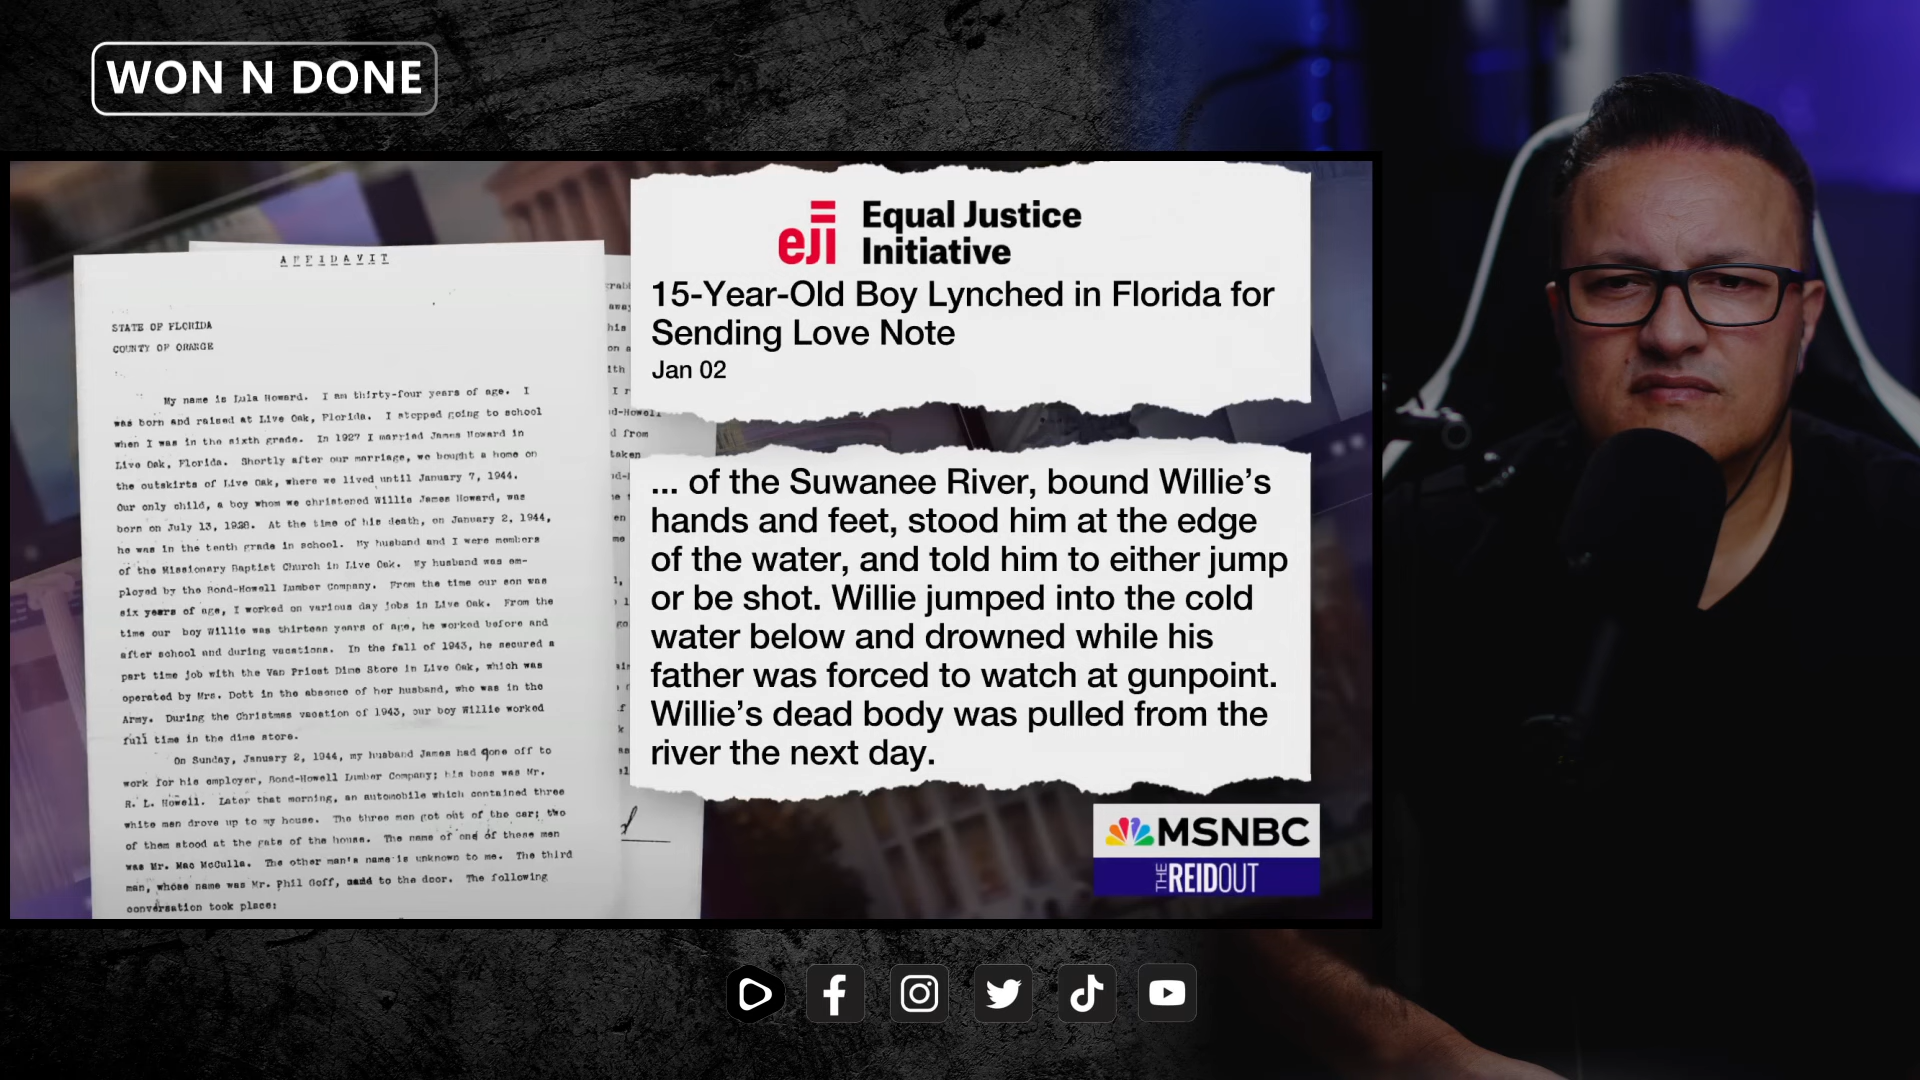 WON N DONE
AFFIDAVIT
STATE OF FLORIDA
COUNTY OF ORANGE
My name is Lula Howard. I am thirty-four years of age. I
was born and raised at Live Oak, Florida. I stopped going to school
when I was in the sixth grade. In 1927 I married James Howard in
Live Oak, Florida. Shortly after our marriage, we bought a home on
the outskirts of Live Oak, where we lived until January 7, 1944.
Our only child, a boy whom we christened Willie James Howard, was
born on July 13, 1928. At the time of his death, on January 2, 1944,
he was in the tenth grade in school. My husband and I were members
of the Missionary Baptist Church in Live Oak. My husband was em-
ployed by the Bond-Howell Lumber Company. From the time our son was
six years of age, I worked on various day jobs in Live Oak. From the
time our boy Willie was thirteen years of age, he worked before and
after school and during vacations. In the fall of 1943, he secured a
part time job with the Van Priest Dime Store in Live Oak, which was
operated by Mrs. Dott in the absence of her husband, who was in the
Army. During the Christmas vacation of 1943, our boy Willie worked
full time in the dime store.
On Sunday, January 2, 1944, my husband James had gone off to
work for his employer, Bond-Howell Lumber Company; his boss was Mr.
R. L. Howell. Later that morning, an automobile which contained three
white men drove up to my house. The three men got out of the car; two
of them stood at the gate of the house. The name of one of these men
was Mr. Mac McCulla. The other man's name is unknown to me. The third
man, whose name was Mr. Phil Goff, to the door. The following
conversation took place:
eji Equal Justice
Initiative
15-Year-Old Boy Lynched in Florida for
Sending Love Note
Jan 02
... of the Suwanee River, bound Willie's
hands and feet, stood him at the edge
of the water, and told him to either jump
or be shot. Willie jumped into the cold
water below and drowned while his
father was forced to watch at gunpoint.
Willie's dead body was pulled from the
river the next day.
MSNBC
THE REIDOUT